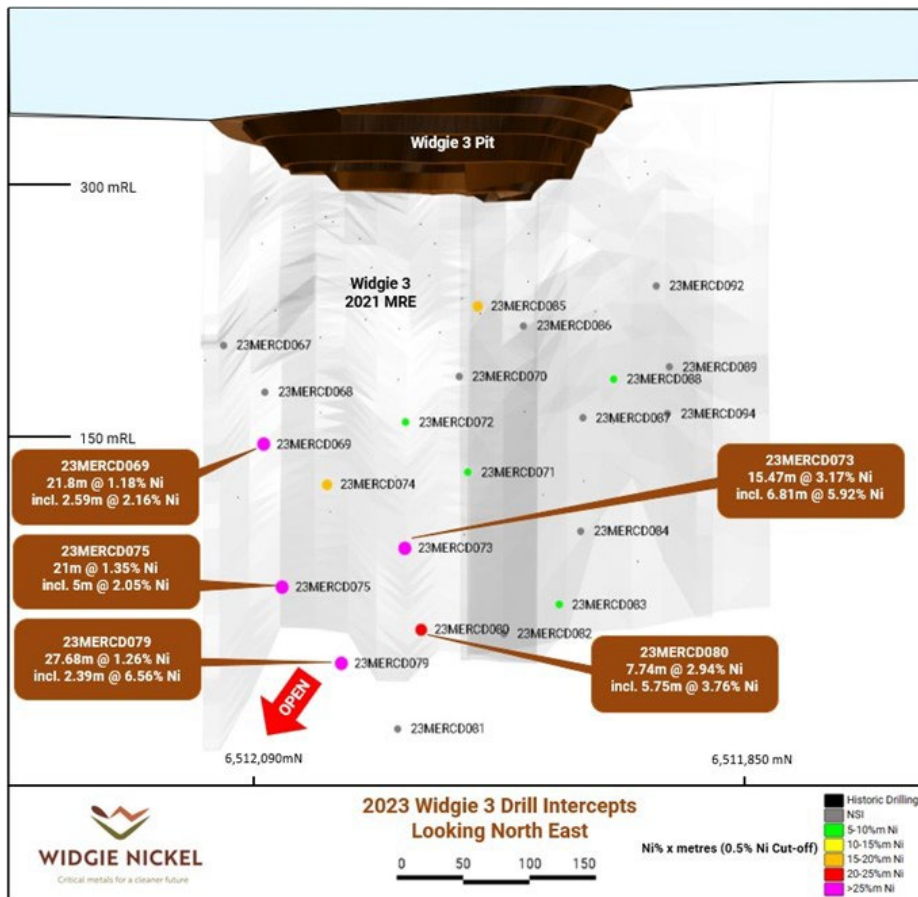 Widgie 3 Pit
300 mRL
Widgie 3
2021 MRE
23MERCD092
23MERCD085
23MERCD086
23MERCD067
23MERCD089
23MERCD070
23MERCD088
23MERCD068
23MERCD094
23MERCD087
23MERCD072
150 mRL
23MERCD069
23MERCD069
21.8m @ 1.18% Ni
incl. 2.59m @ 2.16% Ni
23MERCD073
15.47m @ 3.17% Ni
incl. 6.81m @ 5.92% Ni
23MERCD071
23MERCD074
23MERCD084
23MERCD073
23MERCD075
21m @ 1.35% Ni
incl. 5m @ 2.05% Ni
23MERCD075
23MERCD083
23MERCD080
23MERCD082
23MERCD079
27.68m @ 1.26% Ni
incl. 2.39m @ 6.56% Ni
23MERCD079
23MERCD080
7.74m @ 2.94% Ni
incl. 5.75m @ 3.76% Ni
OPEN
23MERCD081
6,512,090mN
6,511,850 mN
WIDGIE NICKEL
Critical metals for a cleaner future
2023 Widgie 3 Drill Intercepts
Looking North East
0 50 100 150
Ni% x metres (0.5% Ni Cut-off)
Historic Drilling
NSI
5-10%m Ni
10-15%m Ni
15-20%m Ni
20-25%m Ni
>25%m Ni